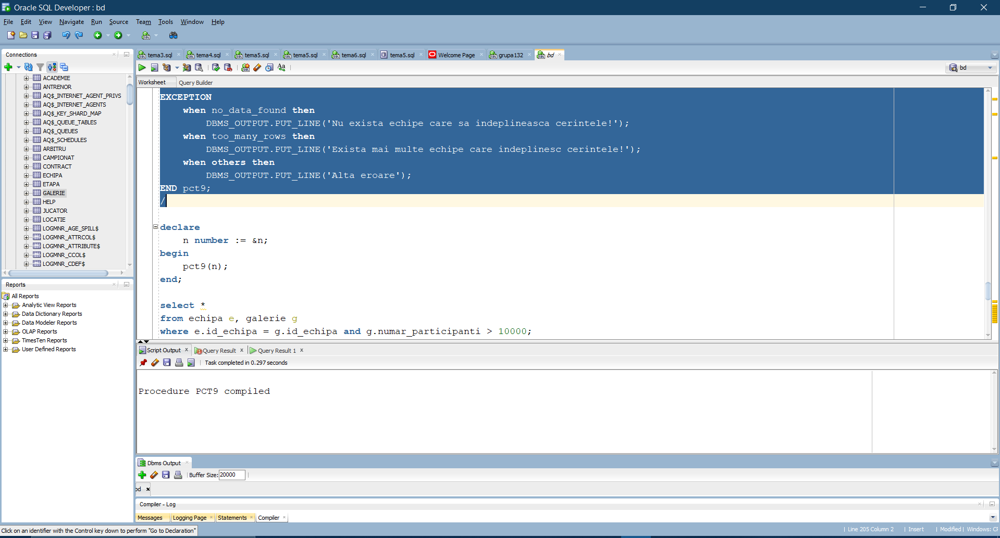 Oracle SQL Developer : bd
File Edit View Navigate Run Source Team Tools Window Help
Connections
ACADEMIE
ANTRENOR
AQ$_INTERNET_AGENT_PRIVS
AQ$_INTERNET_AGENTS
AQ$_KEY_SHARD_MAP
AQ$_QUEUE_TABLES
AQ$_QUEUES
AQ$_SCHEDULES
ARBITRU
CAMPIONAT
CONTRACT
ECHIPA
ETAPA
GALERIE
HELP
JUCATOR
LOCATIE
LOGMNR_AGE_SPILL$
LOGMNR_ATTRCOL$
LOGMNR_ATTRIBUTE$
LOGMNR_CCOL$
LOGMNR_CDEF$
Reports
All Reports
Analytic View Reports
Data Dictionary Reports
Data Modeler Reports
OLAP Reports
TimesTen Reports
User Defined Reports
tema3.sql tema4.sql tema5.sql tema5.sql tema6.sql tema5.sql Welcome Page grupa132 bd
bd
Worksheet Query Builder
EXCEPTION
when no_data_found then
DBMS_OUTPUT.PUT_LINE('Nu exista echipe care sa indeplineasca cerintele!');
when too_many_rows then
DBMS_OUTPUT.PUT_LINE('Exista mai multe echipe care indeplinesc cerintele!');
when others then
DBMS_OUTPUT.PUT_LINE('Alta eroare');
END pct9;
/
declare
n number := &n;
begin
pct9(n);
end;
select *
from echipa e, galerie g
where e.id_echipa = g.id_echipa and g.numar_participanti > 10000;
Script Output Query Result Query Result 1
Task completed in 0.297 seconds
Procedure PCT9 compiled
Dbms Output
Buffer Size: 20000
bd
Compiler - Log
Messages Logging Page Statements Compiler
Click on an identifier with the Control key down to perform "Go to Declaration"
Line 205 Column 2 Insert Modified Windows: